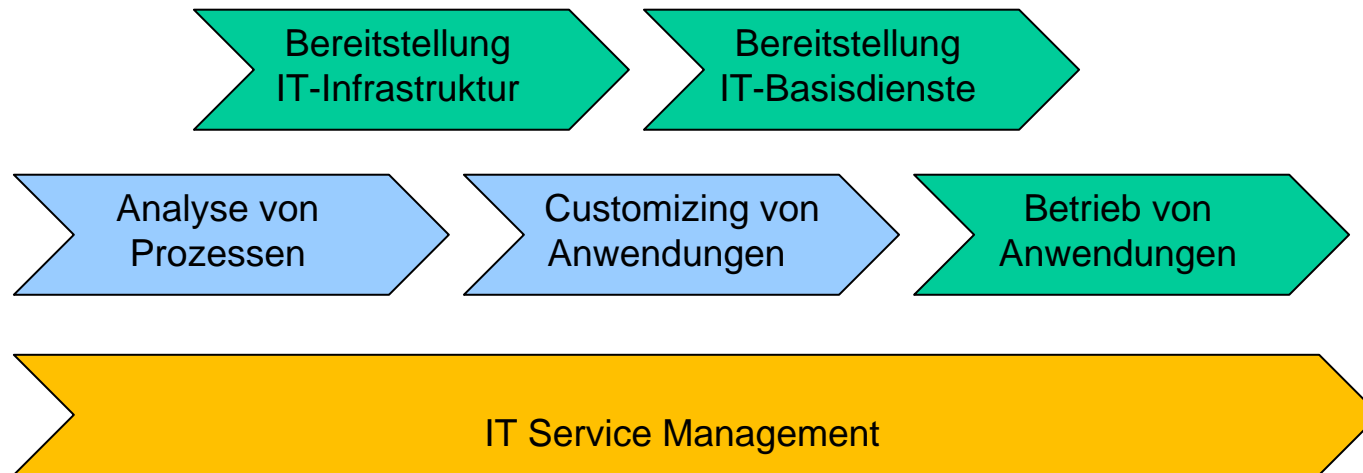 Bereitstellung
IT-Infrastruktur
Bereitstellung
IT-Basisdienste
Analyse von
Prozessen
Customizing von
Anwendungen
Betrieb von
Anwendungen
IT Service Management